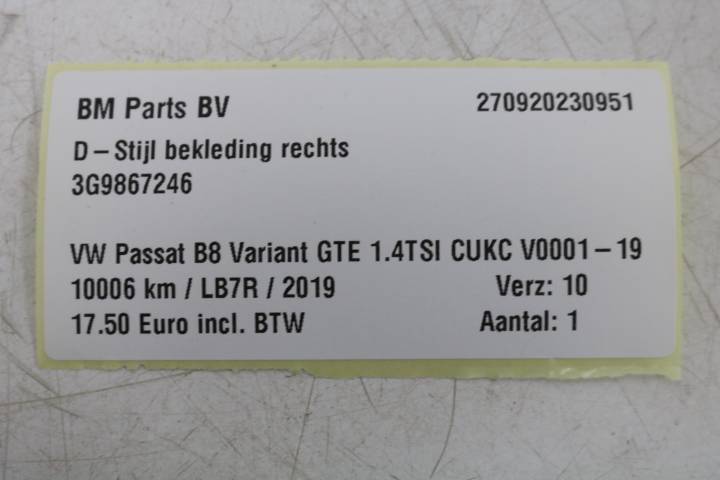 BM Parts BV 270920230951
D-Stijl bekleding rechts
3G9867246
VW Passat B8 Variant GTE 1.4TSI CUKC V0001-19
10006 km / LB7R / 2019 Verz: 10
17.50 Euro incl. BTW Aantal: 1